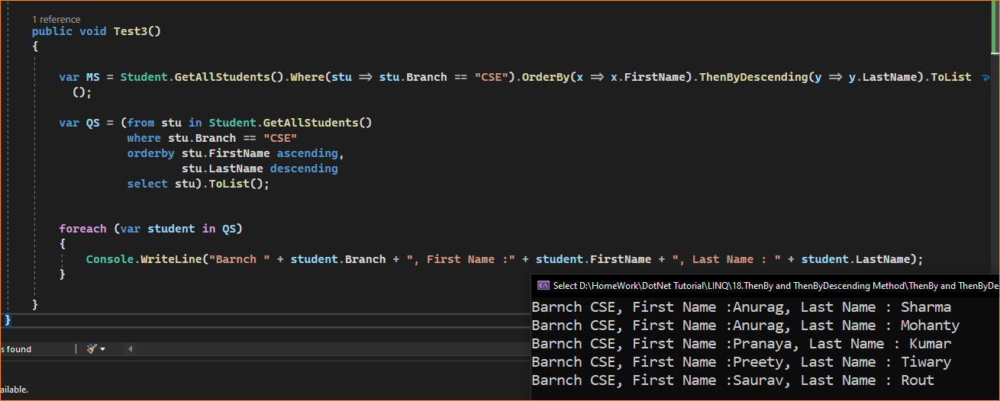 1 reference
public void Test3()
{
var MS = Student.GetAllStudents().Where(stu => stu.Branch == "CSE").OrderBy(x => x.FirstName).ThenByDescending(y => y.LastName).ToList
();
var QS = (from stu in Student.GetAllStudents()
where stu.Branch == "CSE"
orderby stu.FirstName ascending,
stu.LastName descending
select stu).ToList();
foreach (var student in QS)
{
Console.WriteLine("Barnch " + student.Branch + ", First Name :" + student.FirstName + ", Last Name : " + student.LastName);
}
}
}
s found
ailable.
Select D:\HomeWork\DotNet Tutorial\LINQ\18.ThenBy and ThenByDescending Method\ThenBy and ThenByDes
Barnch CSE, First Name :Anurag, Last Name : Sharma
Barnch CSE, First Name :Anurag, Last Name : Mohanty
Barnch CSE, First Name :Pranaya, Last Name : Kumar
Barnch CSE, First Name :Preety, Last Name : Tiwary
Barnch CSE, First Name :Saurav, Last Name : Rout